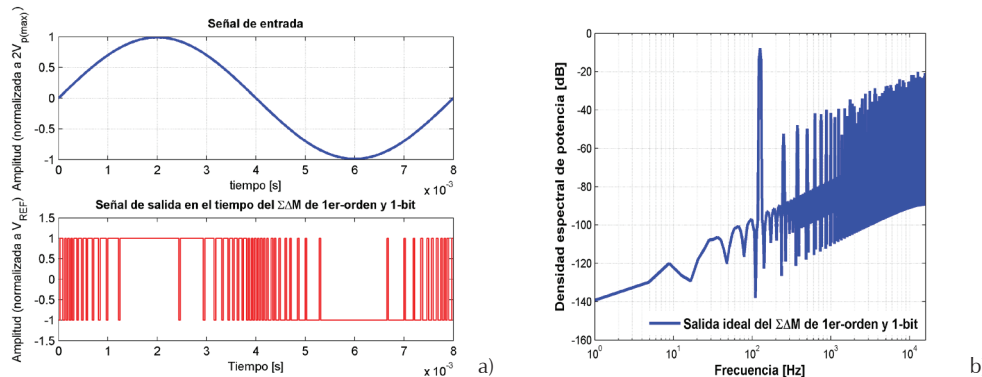 Señal de entrada
Amplitud (normalizada a 2V_p(max))
1
0.5
0
-0.5
-1
0 1 2 3 4 5 6 7 8
tiempo [s]
x 10^-3
Señal de salida en el tiempo del ΣΔM de 1er-orden y 1-bit
Amplitud (normalizada a V_REF)
1.5
1
0.5
0
-0.5
-1
-1.5
0 1 2 3 4 5 6 7 8
Tiempo [s]
x 10^-3
a)
Densidad espectral de potencia [dB]
0
-20
-40
-60
-80
-100
-120
-140
-160
Salida ideal del ΣΔM de 1er-orden y 1-bit
10^0 10^1 10^2 10^3 10^4
Frecuencia [Hz]
b